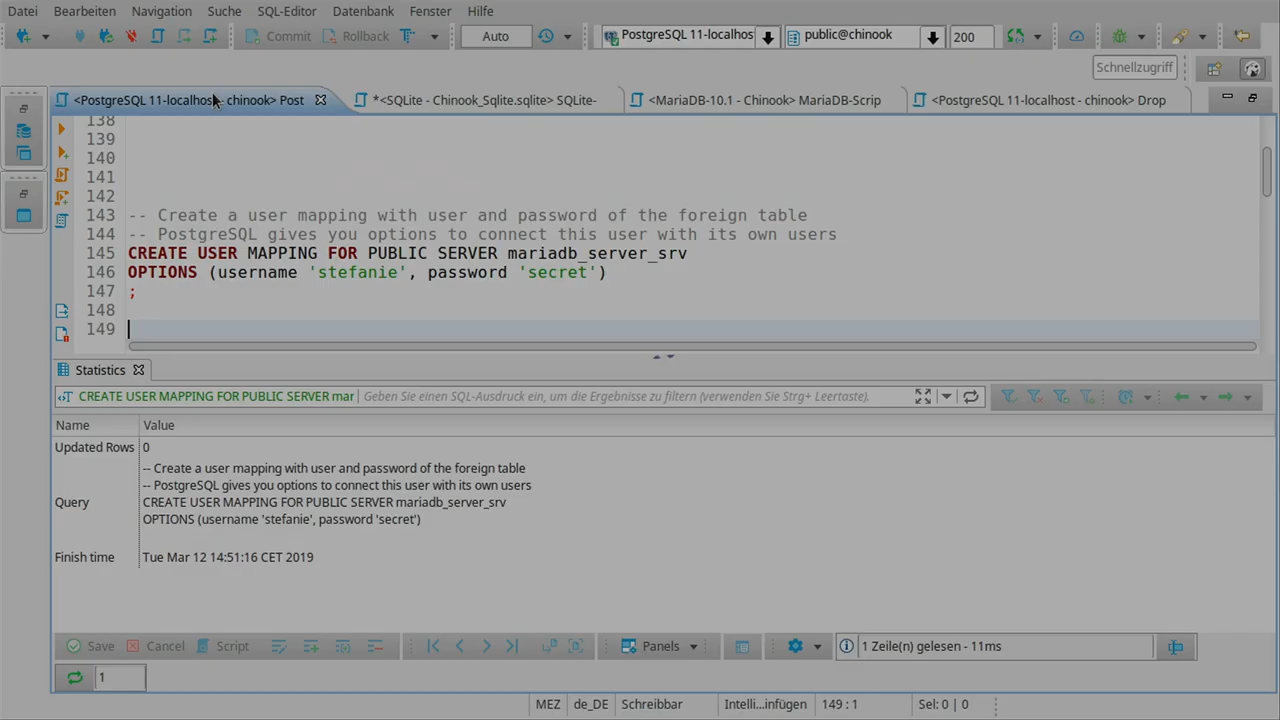 Datei Bearbeiten Navigation Suche SQL-Editor Datenbank Fenster Hilfe
Commit Rollback Auto PostgreSQL 11-localhost public@chinook 200
Schnellzugriff
<PostgreSQL 11-localhost - chinook> Post *<SQLite - Chinook_Sqlite.sqlite> SQLite- <MariaDB-10.1 - Chinook> MariaDB-Scrip <PostgreSQL 11-localhost - chinook> Drop
138
139
140
141
142
143 -- Create a user mapping with user and password of the foreign table
144 -- PostgreSQL gives you options to connect this user with its own users
145 CREATE USER MAPPING FOR PUBLIC SERVER mariadb_server_srv
146 OPTIONS (username 'stefanie', password 'secret')
147 ;
148
149
Statistics
CREATE USER MAPPING FOR PUBLIC SERVER mar Geben Sie einen SQL-Ausdruck ein, um die Ergebnisse zu filtern (verwenden Sie Strg+ Leertaste).
Name Value
Updated Rows 0
-- Create a user mapping with user and password of the foreign table
-- PostgreSQL gives you options to connect this user with its own users
Query CREATE USER MAPPING FOR PUBLIC SERVER mariadb_server_srv
OPTIONS (username 'stefanie', password 'secret')
Finish time Tue Mar 12 14:51:16 CET 2019
Save Cancel Script Panels 1 Zeile(n) gelesen - 11ms
1
MEZ de_DE Schreibbar Intelli...infügen 149 : 1 Sel: 0 | 0